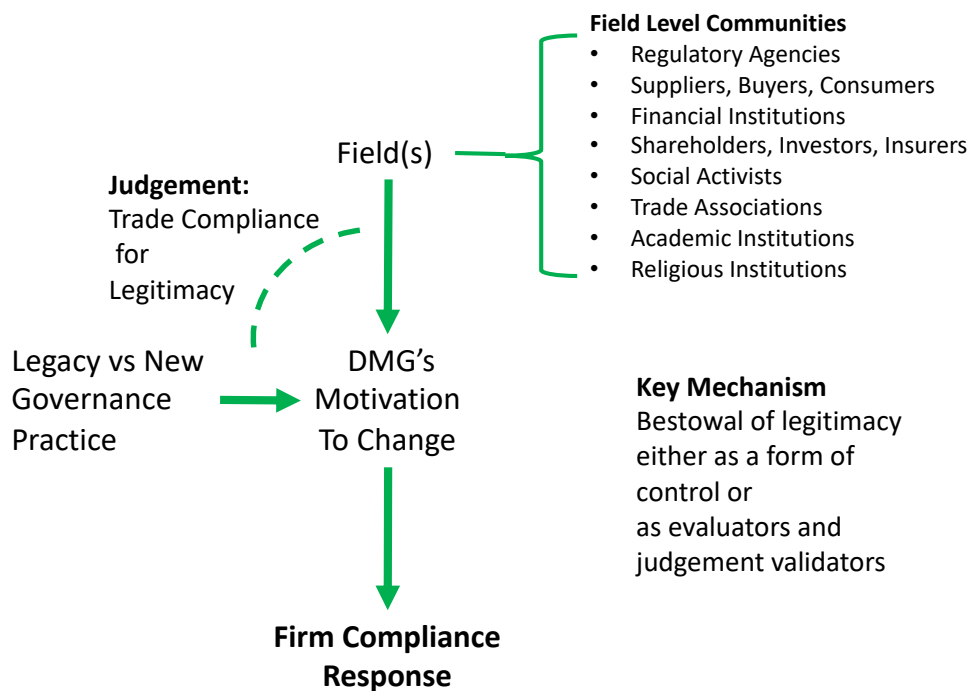 Field Level Communities
• Regulatory Agencies
• Suppliers, Buyers, Consumers
• Financial Institutions
• Shareholders, Investors, Insurers
• Social Activists
• Trade Associations
• Academic Institutions
• Religious Institutions
Field(s)
Judgement:
Trade Compliance
for
Legitimacy
Legacy vs New
Governance
Practice
DMG's
Motivation
To Change
Key Mechanism
Bestowal of legitimacy
either as a form of
control or
as evaluators and
judgement validators
Firm Compliance
Response